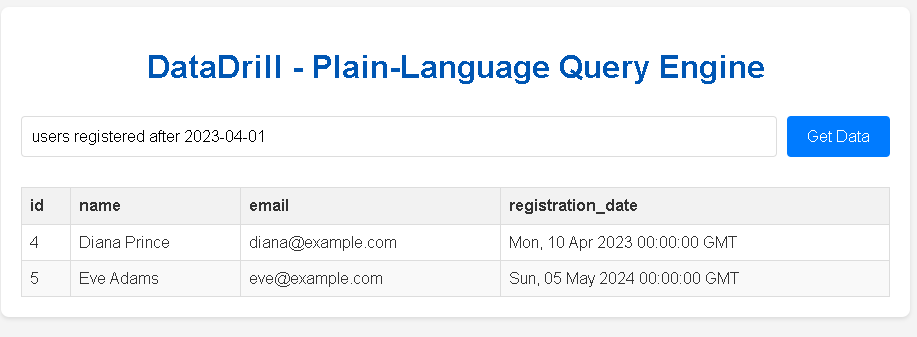 DataDrill - Plain-Language Query Engine
users registered after 2023-04-01 Get Data
id name email registration_date
4 Diana Prince diana@example.com Mon, 10 Apr 2023 00:00:00 GMT
5 Eve Adams eve@example.com Sun, 05 May 2024 00:00:00 GMT